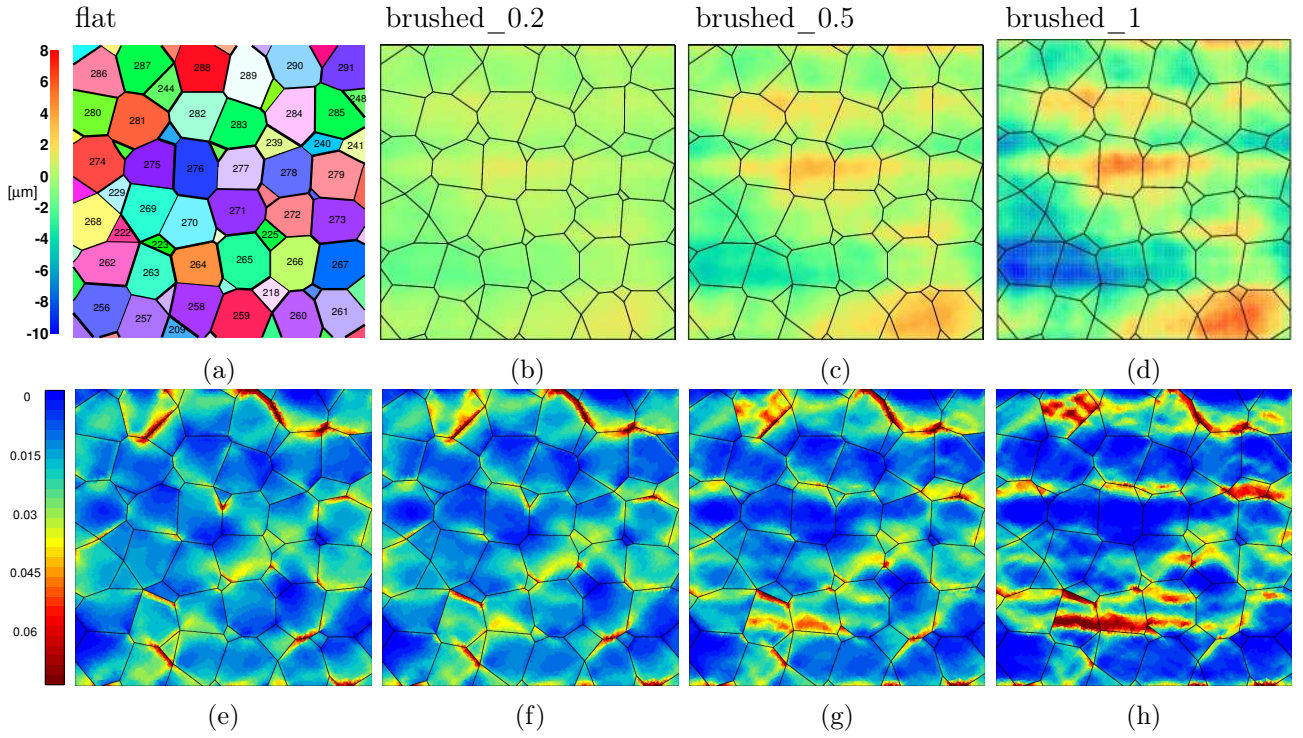 flat brushed_0.2 brushed_0.5 brushed_1
8
6
4
2
0
[µm]
-2
-4
-6
-8
-10
286 287 288 289 290 291
244 248
280 281 282 283 284 285
239 240 241
274 275 276 277 278 279
229
268 269 270 271 272 273
222 223 225
262 263 264 265 266 267
218
256 257 258 259 260 261
209
(a) (b) (c) (d)
0
0.015
0.03
0.045
0.06
(e) (f) (g) (h)